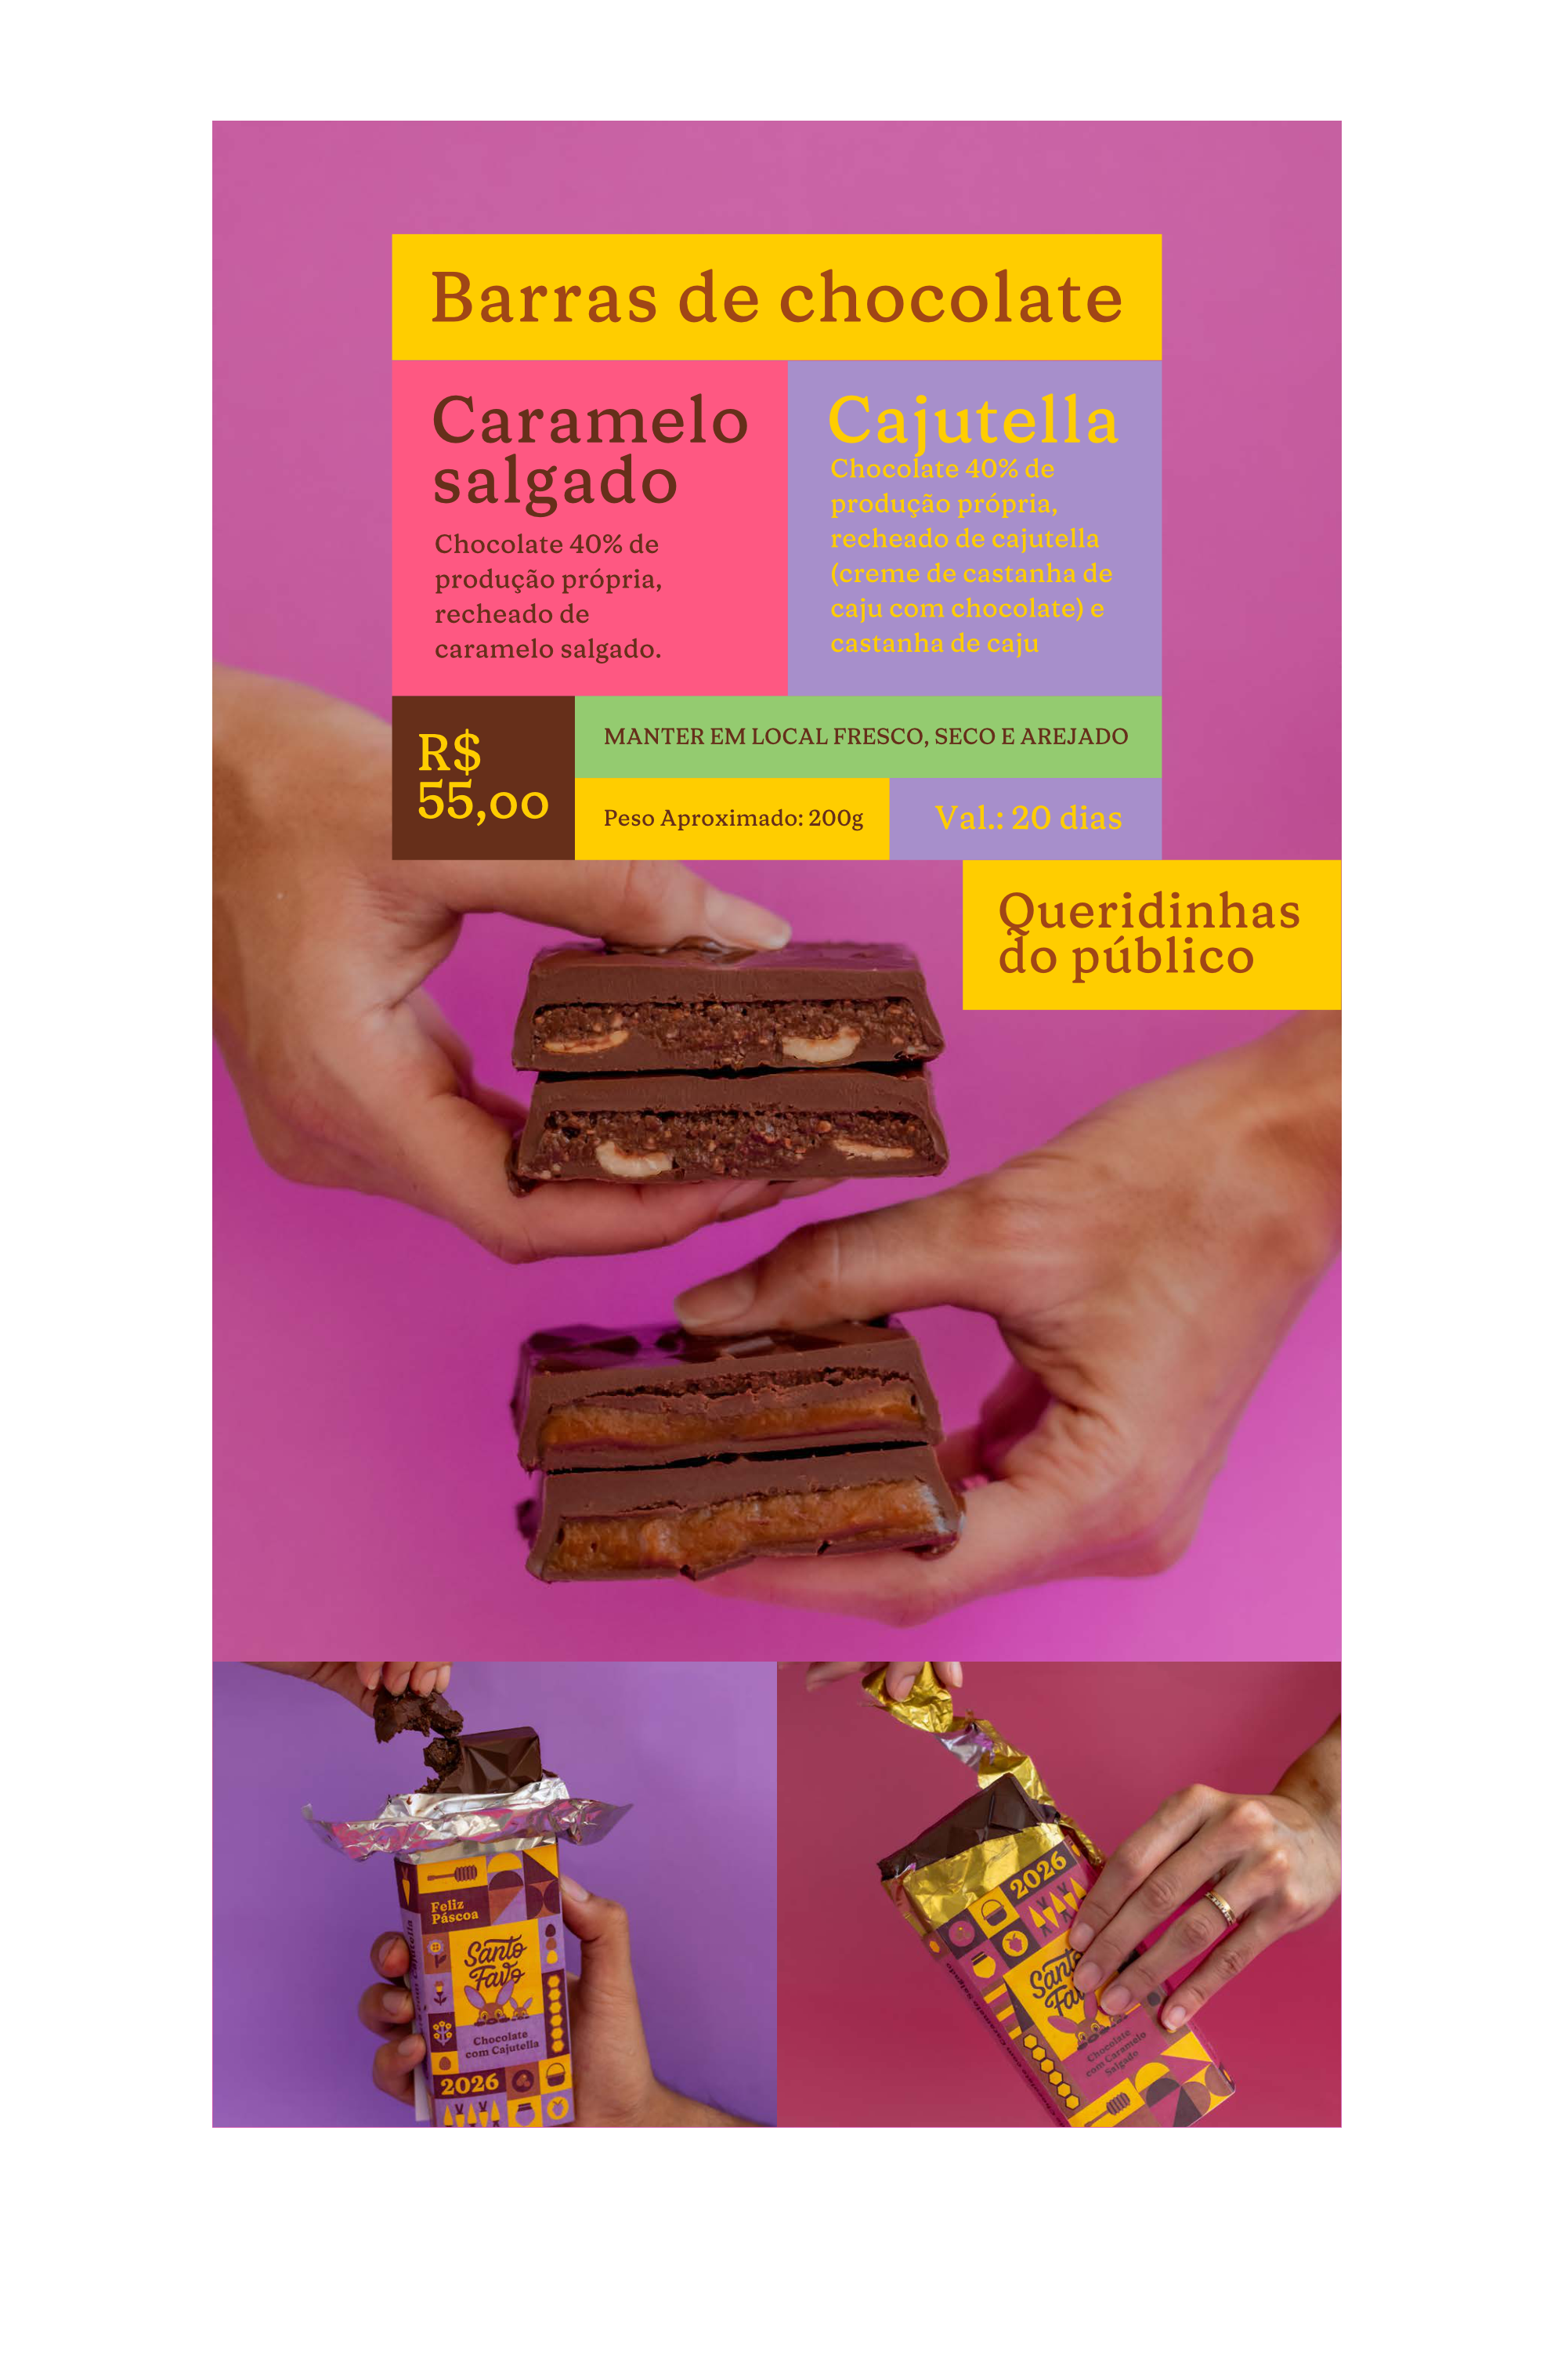 Barras de chocolate
Caramelo
salgado
Chocolate 40% de
produção própria,
recheado de
caramelo salgado.
Cajutella
Chocolate 40% de
produção própria,
recheado de cajutella
(creme de castanha de
caju com chocolate) e
castanha de caju
R$
55,00
MANTER EM LOCAL FRESCO, SECO E AREJADO
Peso Aproximado: 200g
Val.: 20 dias
Queridinhas
do público
Feliz
Páscoa
Santo
Favo
Chocolate
com Cajutella
2026
2026
Chocolate
com Caramelo
Salgado